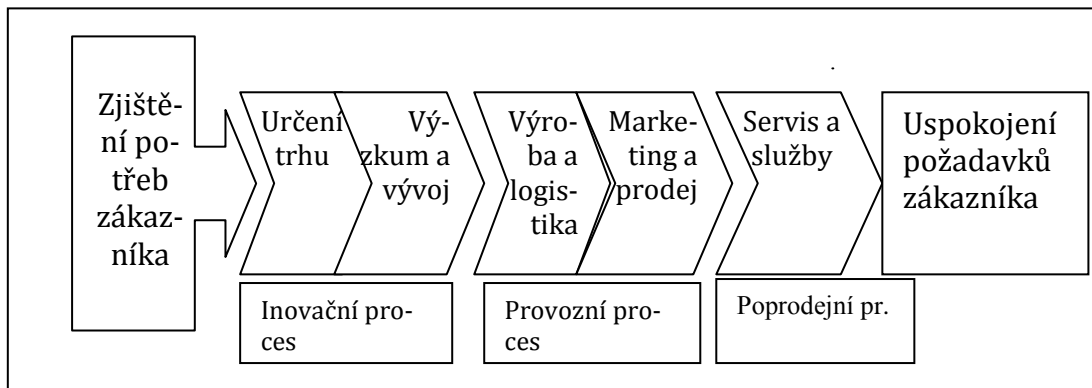 Zjiště-
ní po-
třeb
zákaz-
níka
Určení
trhu
Vý-
zkum a
vývoj
Výro-
ba a
logis-
tika
Marke-
ting a
prodej
Servis a
služby
Uspokojení
požadavků
zákazníka
Inovační pro-
ces
Provozní pro-
ces
Poprodejní pr.